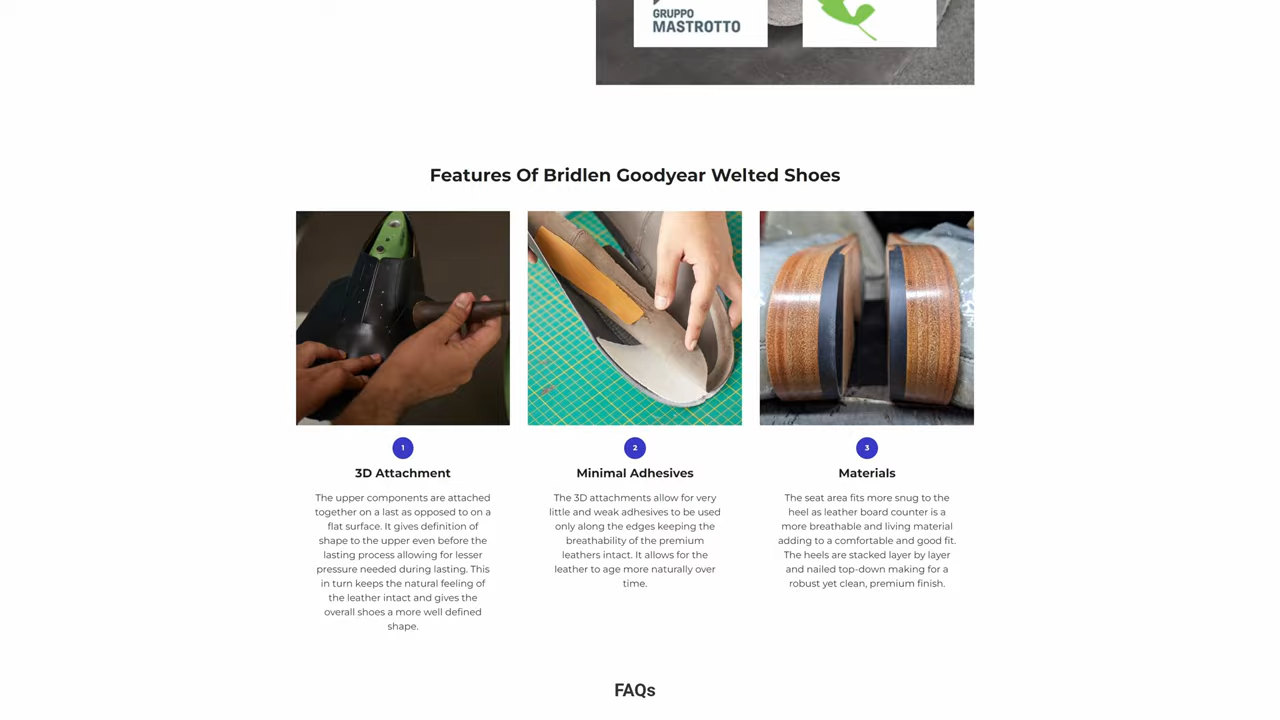 GRUPPO
MASTROTTO
Features Of Bridlen Goodyear Welted Shoes
1
3D Attachment
The upper components are attached
together on a last as opposed to on a
flat surface. It gives definition of
shape to the upper even before the
lasting process allowing for lesser
pressure needed during lasting. This
in turn keeps the natural feeling of
the leather intact and gives the
overall shoes a more well defined
shape.
2
Minimal Adhesives
The 3D attachments allow for very
little and weak adhesives to be used
only along the edges keeping the
breathability of the premium
leathers intact. It allows for the
leather to age more naturally over
time.
3
Materials
The seat area fits more snug to the
heel as leather board counter is a
more breathable and living material
adding to a comfortable and good fit.
The heels are stacked layer by layer
and nailed top-down making for a
robust yet clean, premium finish.
FAQs